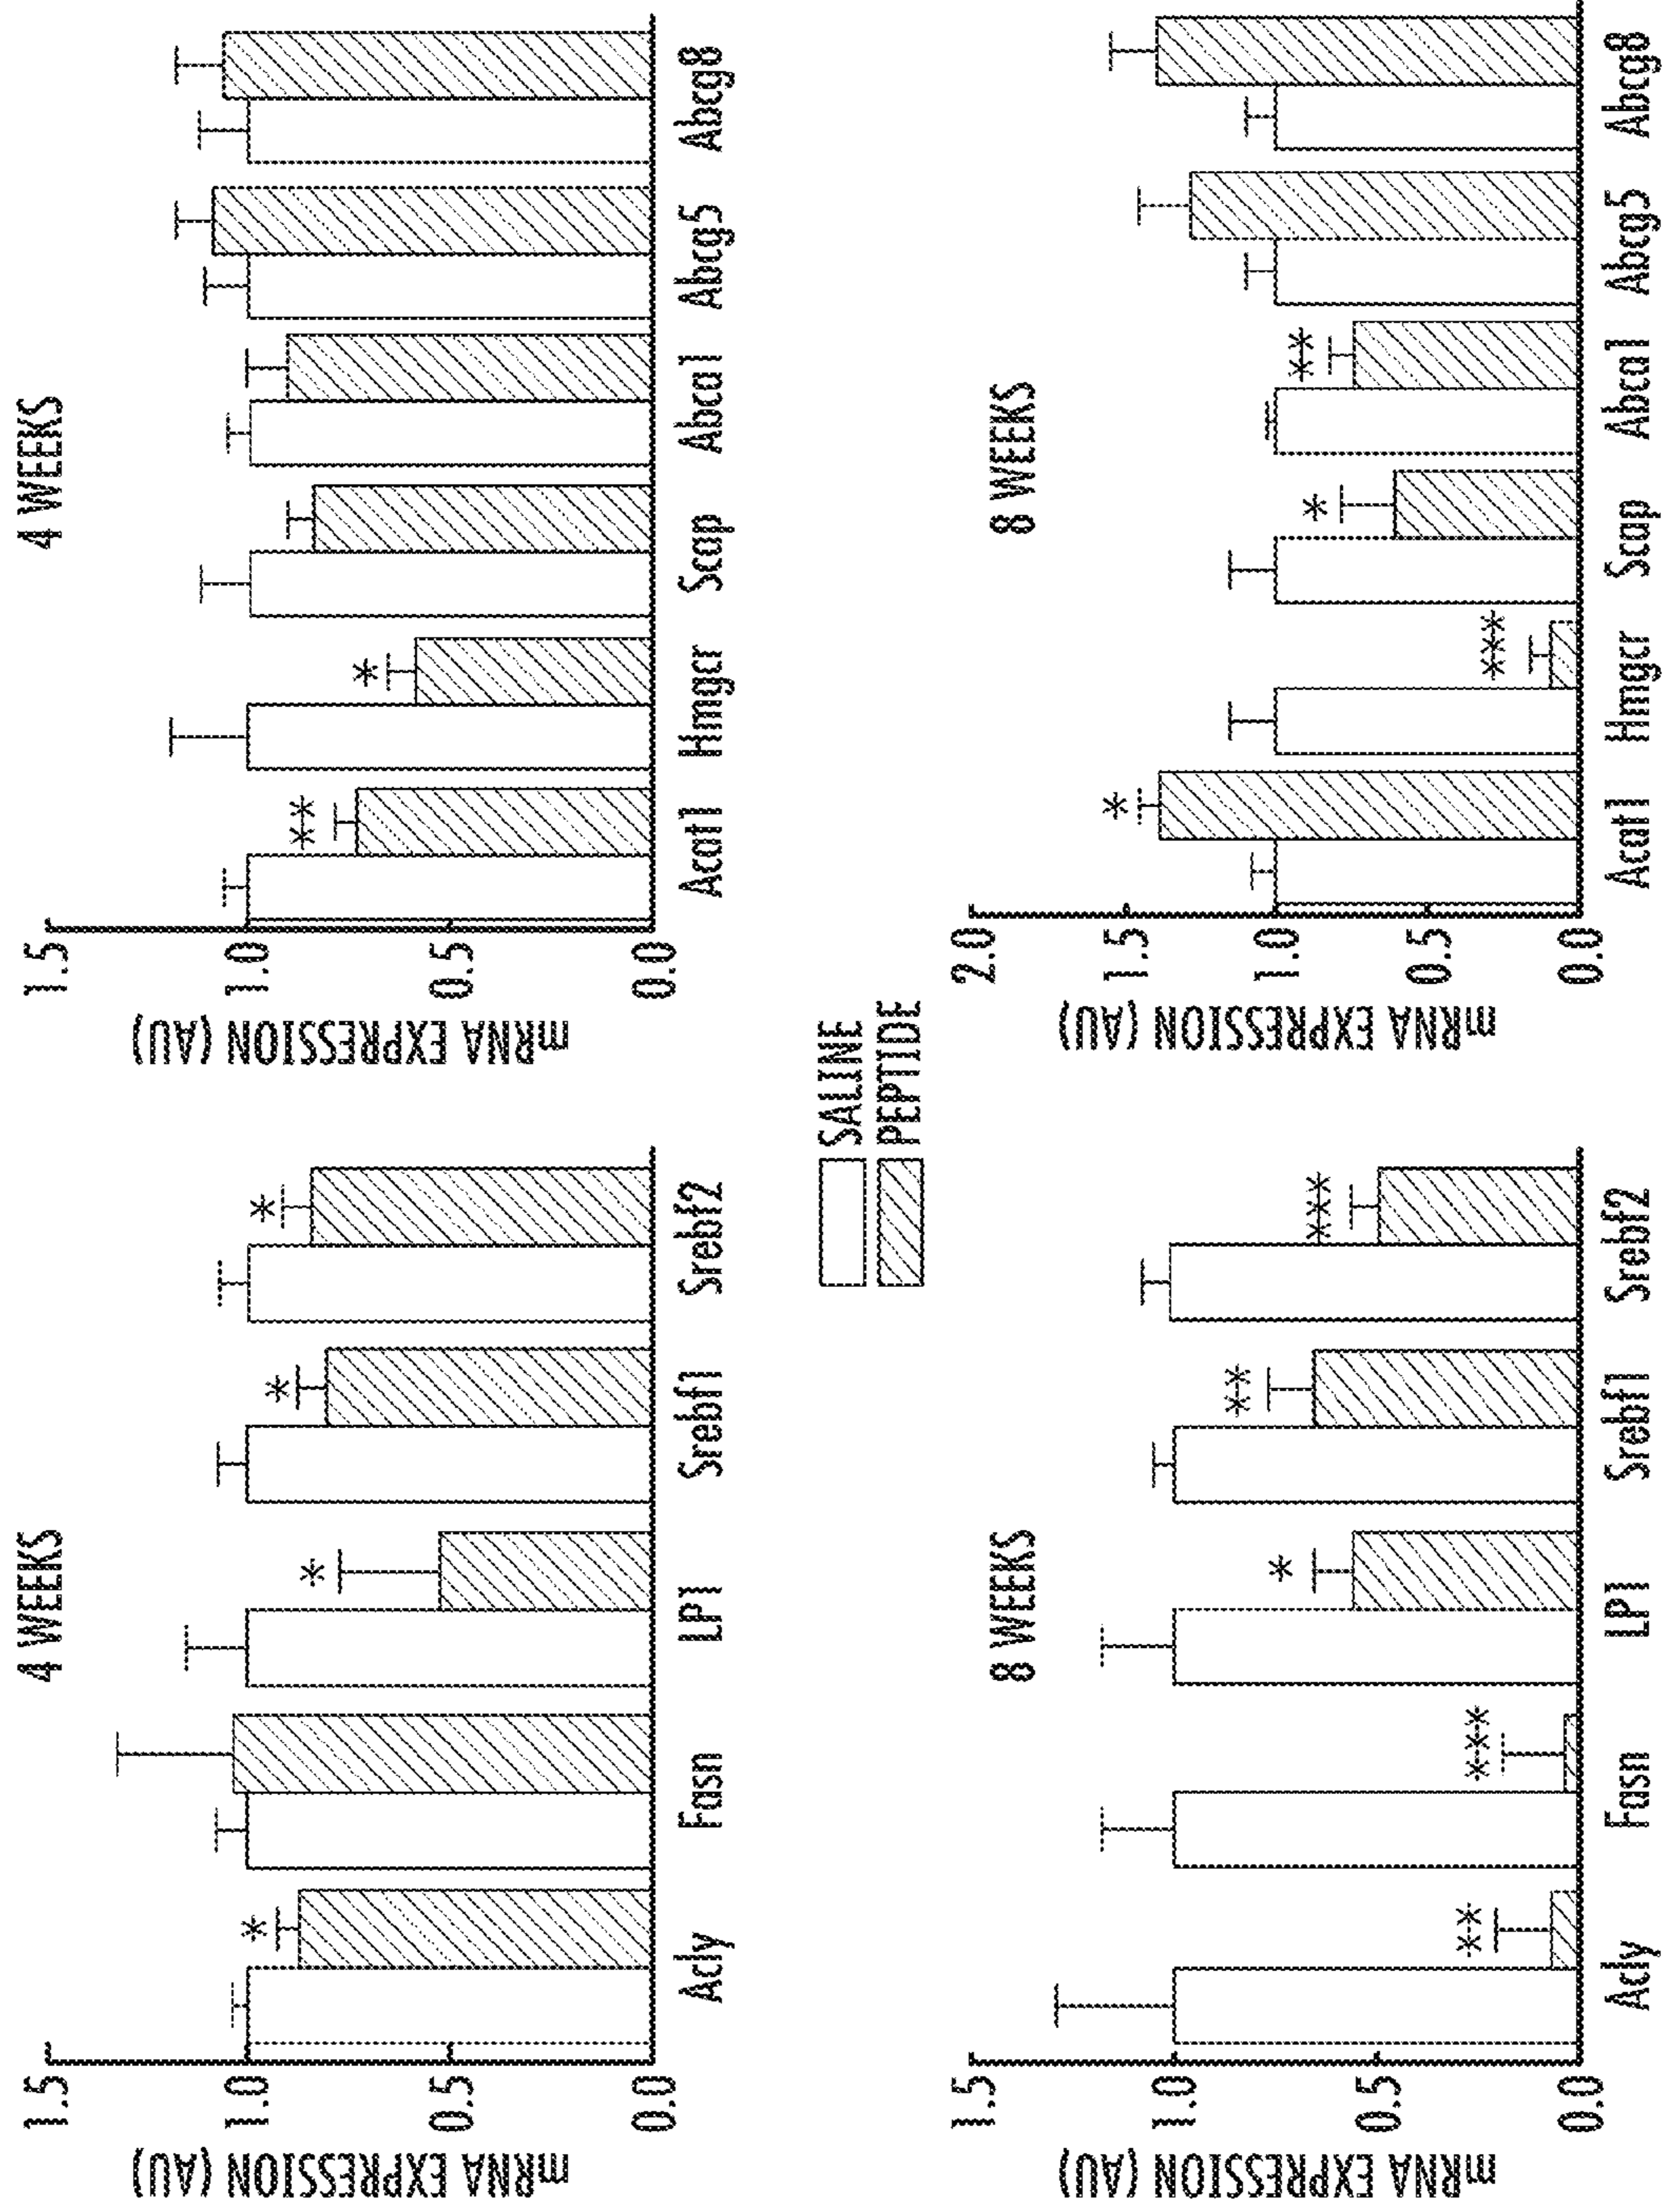 4 WEEKS
mRNA EXPRESSION (AU)
1.5
1.0
0.5
0.0
*
*
*
*
Acly Fasn LP1 Srebf1 Srebf2
4 WEEKS
mRNA EXPRESSION (AU)
1.5
1.0
0.5
0.0
**
*
Acat1 Hmgcr Scap Abca1 Abcg5 Abcg8
SALINE
PEPTIDE
8 WEEKS
mRNA EXPRESSION (AU)
1.5
1.0
0.5
0.0
**
***
*
**
***
Acly Fasn LP1 Srebf1 Srebf2
8 WEEKS
mRNA EXPRESSION (AU)
2.0
1.5
1.0
0.5
0.0
*
***
*
**
Acat1 Hmgcr Scap Abca1 Abcg5 Abcg8